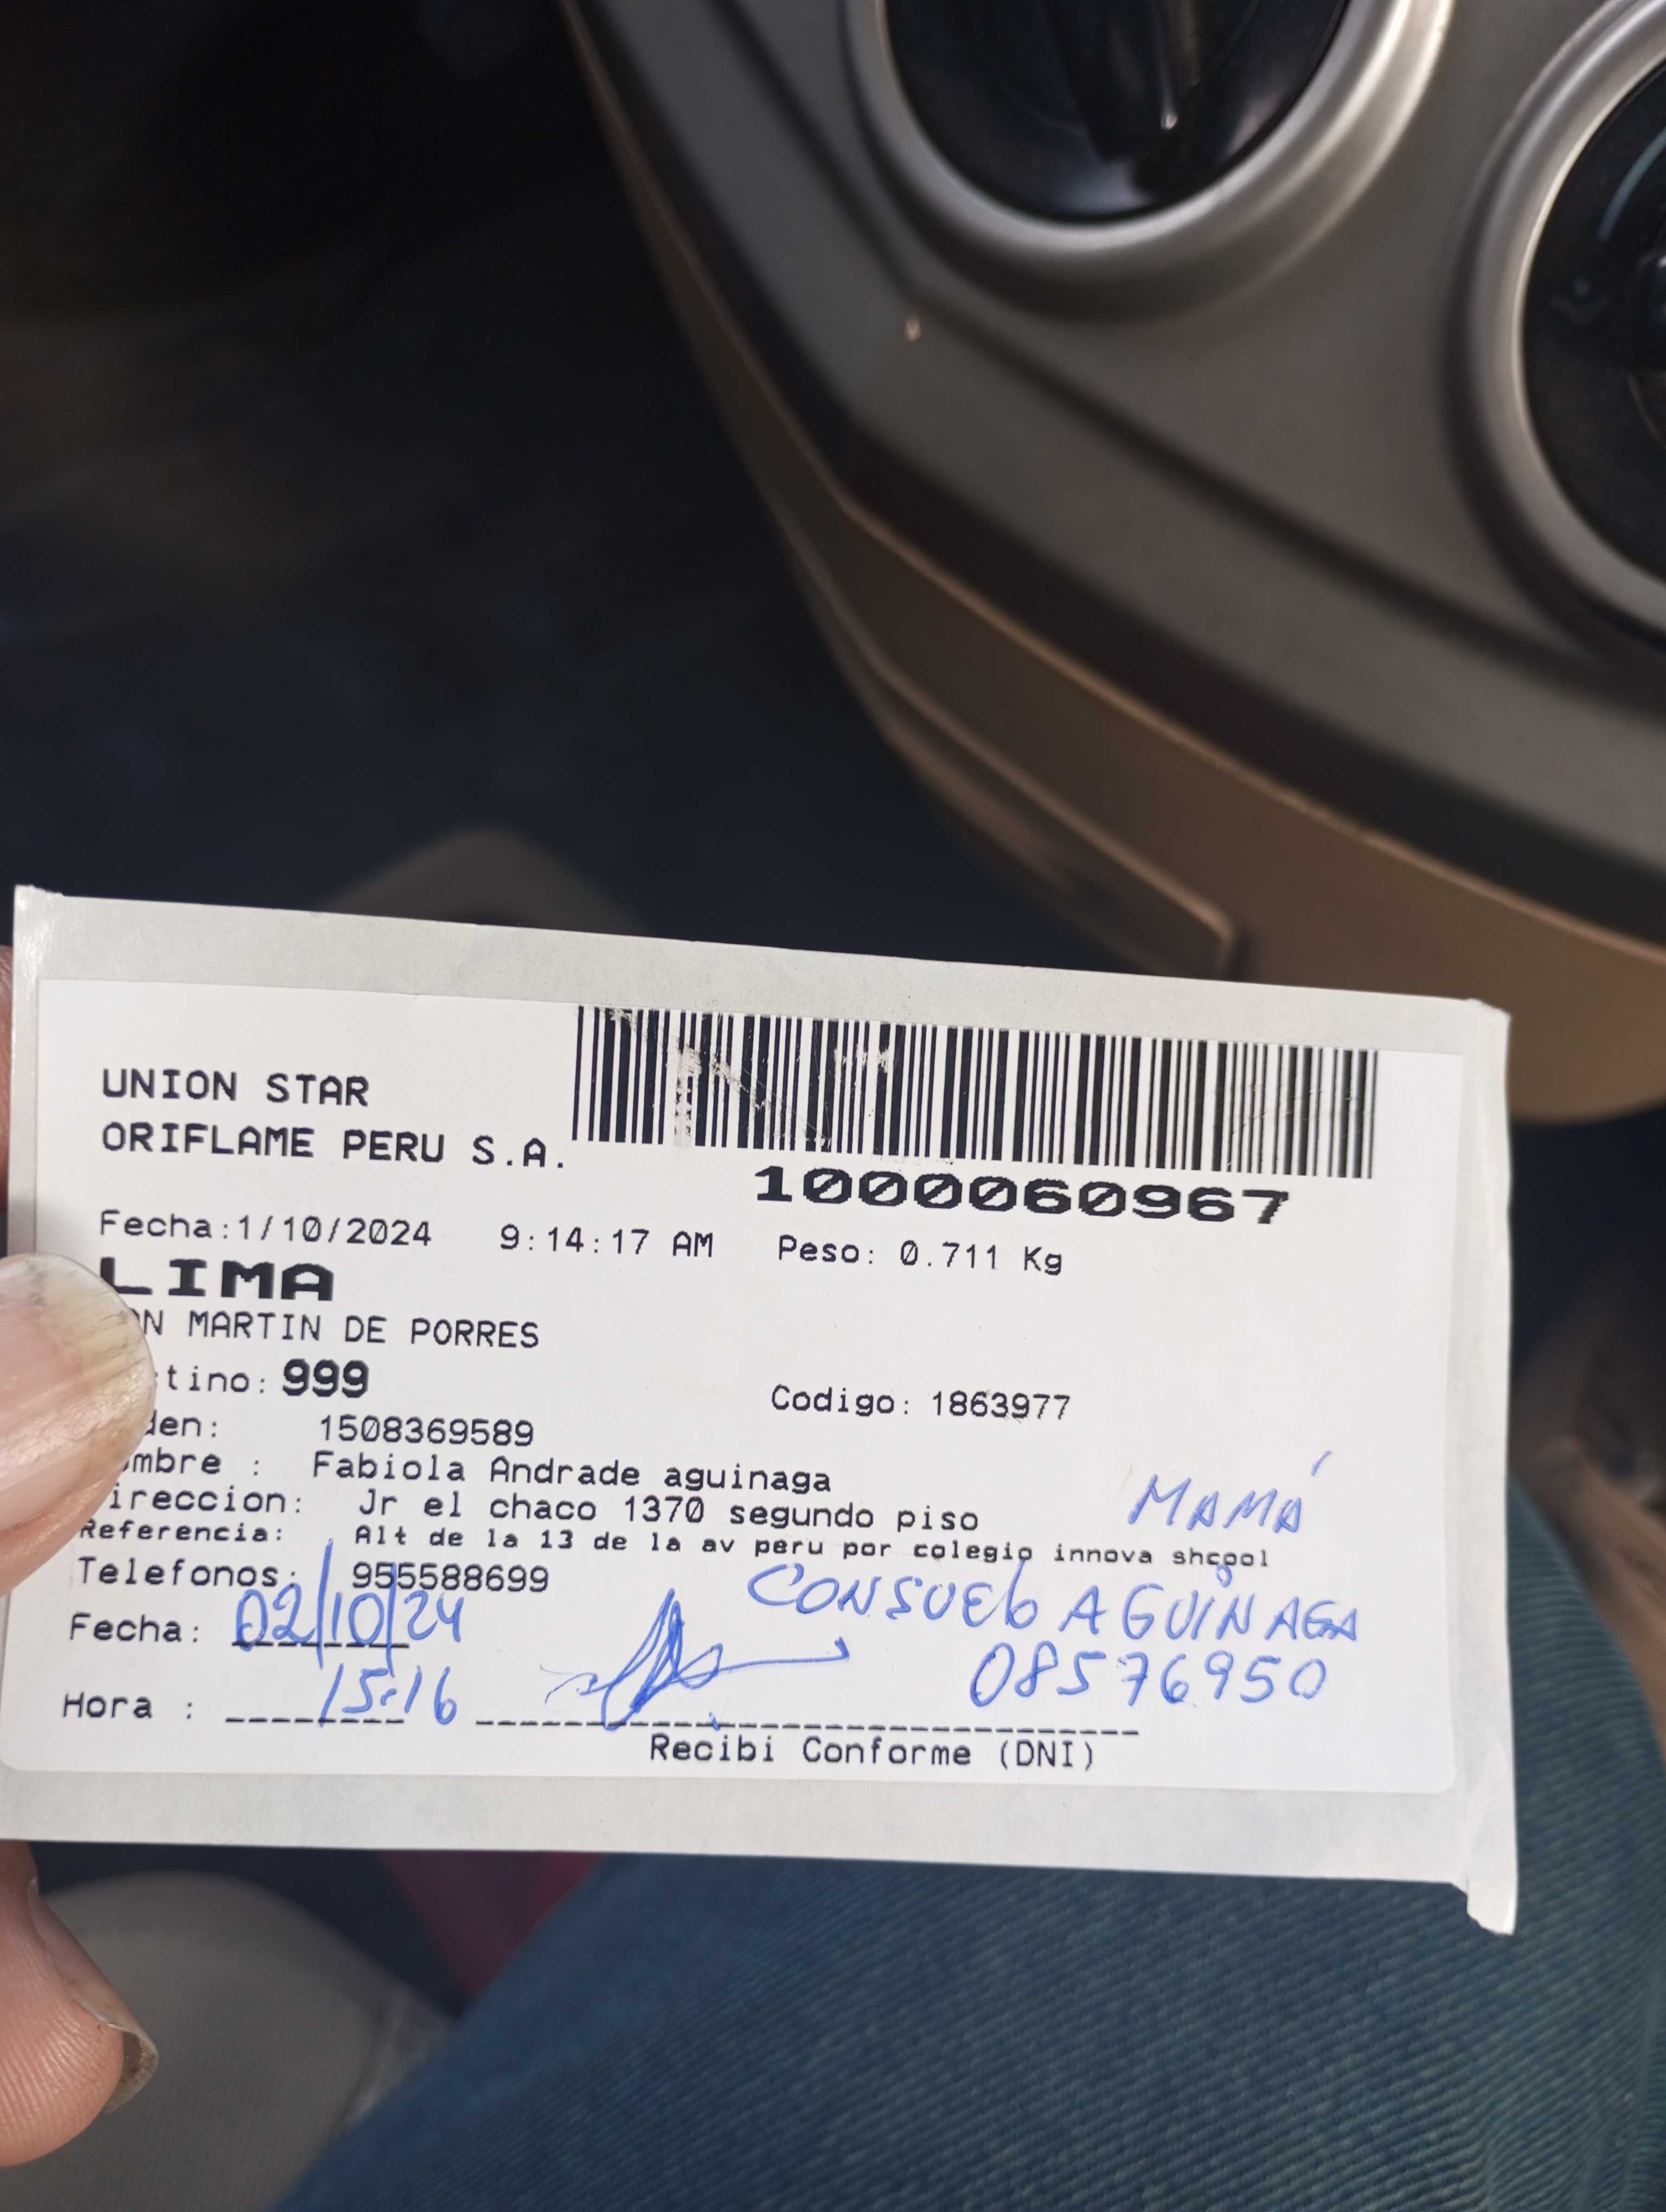 UNION STAR
ORIFLAME PERU S.A.
1000060967
Fecha:1/10/2024 9:14:17 AM Peso: 0.711 Kg
LIMA
N MARTIN DE PORRES
tino: 999 Codigo: 1863977
den: 1508369589
ombre : Fabiola Andrade aguinaga
ireccion: Jr el chaco 1370 segundo piso
MAMÁ
Referencia: Alt de la 13 de la av peru por colegio innova shcool
Telefonos: 955588699
CONSUELO AGUINAGA
Fecha: 02/10/24
08576950
Hora : 15:16
Recibi Conforme (DNI)